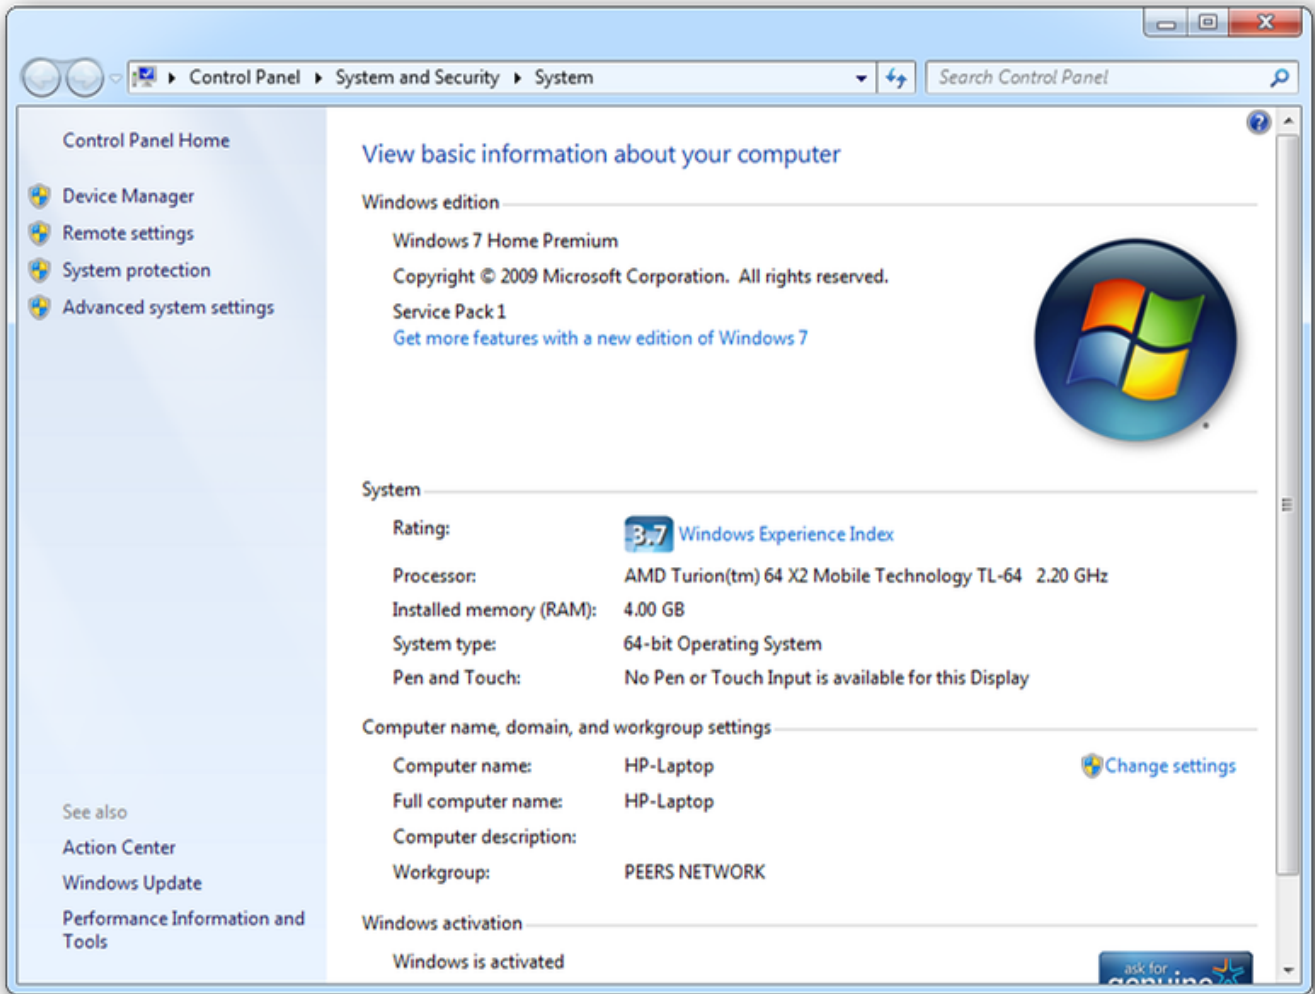 Control Panel ▸ System and Security ▸ System
Search Control Panel
Control Panel Home
Device Manager
Remote settings
System protection
Advanced system settings
See also
Action Center
Windows Update
Performance Information and
Tools
View basic information about your computer
Windows edition
Windows 7 Home Premium
Copyright © 2009 Microsoft Corporation. All rights reserved.
Service Pack 1
Get more features with a new edition of Windows 7
System
Rating: 3.7 Windows Experience Index
Processor: AMD Turion(tm) 64 X2 Mobile Technology TL-64 2.20 GHz
Installed memory (RAM): 4.00 GB
System type: 64-bit Operating System
Pen and Touch: No Pen or Touch Input is available for this Display
Computer name, domain, and workgroup settings
Computer name: HP-Laptop Change settings
Full computer name: HP-Laptop
Computer description:
Workgroup: PEERS NETWORK
Windows activation
Windows is activated
ask for
genuine